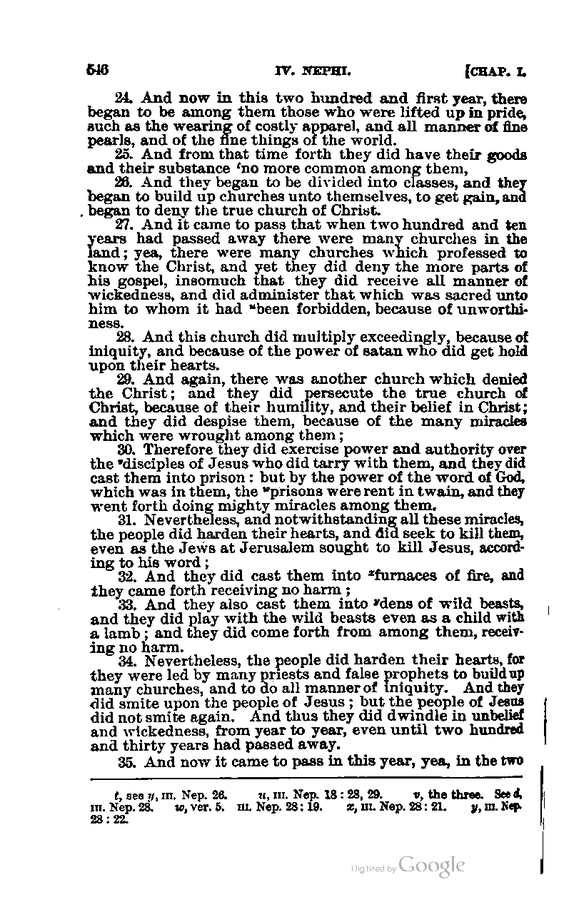 546 IV. NEPHI. [CHAP. I.
24. And now in this two hundred and first year, there
began to be among them those who were lifted up in pride,
such as the wearing of costly apparel, and all manner of fine
pearls, and of the fine things of the world.
25. And from that time forth they did have their goods
and their substance ᵗno more common among them,
26. And they began to be divided into classes, and they
began to build up churches unto themselves, to get gain, and
began to deny the true church of Christ.
27. And it came to pass that when two hundred and ten
years had passed away there were many churches in the
land; yea, there were many churches which professed to
know the Christ, and yet they did deny the more parts of
his gospel, insomuch that they did receive all manner of
wickedness, and did administer that which was sacred unto
him to whom it had ᵘbeen forbidden, because of unworthi-
ness.
28. And this church did multiply exceedingly, because of
iniquity, and because of the power of satan who did get hold
upon their hearts.
29. And again, there was another church which denied
the Christ; and they did persecute the true church of
Christ, because of their humility, and their belief in Christ;
and they did despise them, because of the many miracles
which were wrought among them;
30. Therefore they did exercise power and authority over
the ᵛdisciples of Jesus who did tarry with them, and they did
cast them into prison: but by the power of the word of God,
which was in them, the ʷprisons were rent in twain, and they
went forth doing mighty miracles among them.
31. Nevertheless, and notwithstanding all these miracles,
the people did harden their hearts, and did seek to kill them,
even as the Jews at Jerusalem sought to kill Jesus, accord-
ing to his word;
32. And they did cast them into ˣfurnaces of fire, and
they came forth receiving no harm;
33. And they also cast them into ʸdens of wild beasts,
and they did play with the wild beasts even as a child with
a lamb; and they did come forth from among them, receiv-
ing no harm.
34. Nevertheless, the people did harden their hearts, for
they were led by many priests and false prophets to build up
many churches, and to do all manner of iniquity. And they
did smite upon the people of Jesus; but the people of Jesus
did not smite again. And thus they did dwindle in unbelief
and wickedness, from year to year, even until two hundred
and thirty years had passed away.
35. And now it came to pass in this year, yea, in the two
t, see y, III. Nep. 26. u, III. Nep. 18:28, 29. v, the three. See d,
III. Nep. 28. w, ver. 5. III. Nep. 28:19. x, III. Nep. 28:21. y, III. Nep.
28:22.
Digitized by Google